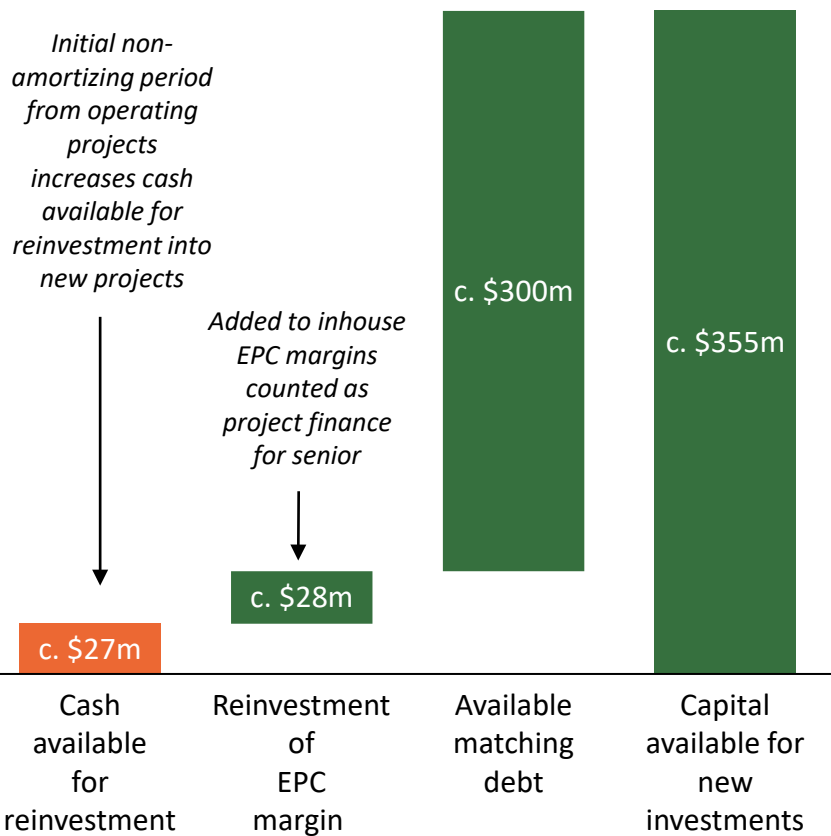 Initial non-
amortizing period
from operating
projects
increases cash
available for
reinvestment into
new projects
Added to inhouse
EPC margins
counted as
project finance
for senior
c. $300m
c. $355m
c. $28m
c. $27m
Cash
available
for
reinvestment
Reinvestment
of
EPC
margin
Available
matching
debt
Capital
available for
new
investments